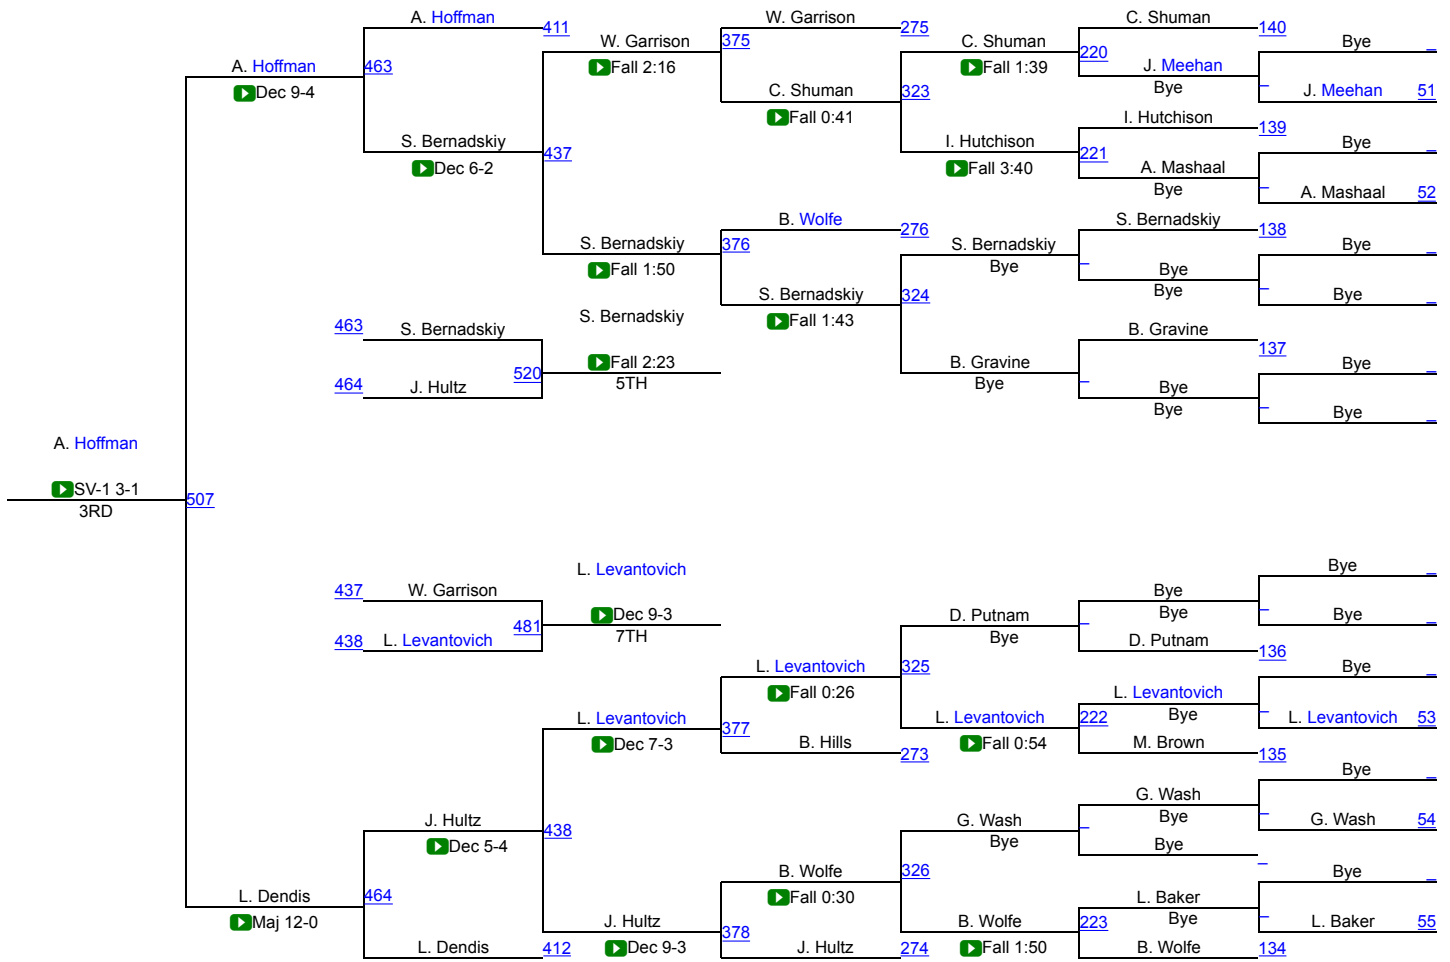 A. Hoffman
W. Garrison
C. Shuman
411
275
140
W. Garrison
375
C. Shuman
Bye
A. Hoffman
463
Fall 2:16
Fall 1:39
220
J. Meehan
Dec 9-4
C. Shuman
323
Bye
J. Meehan
51
Fall 0:41
I. Hutchison
139
S. Bernadskiy
437
I. Hutchison
221
Bye
Dec 6-2
Fall 3:40
A. Mashaal
Bye
A. Mashaal
52
B. Wolfe
276
S. Bernadskiy
138
S. Bernadskiy
376
S. Bernadskiy
Bye
Fall 1:50
Bye
Bye
S. Bernadskiy
324
Bye
Bye
463
S. Bernadskiy
S. Bernadskiy
Fall 1:43
B. Gravine
137
Fall 2:23
B. Gravine
Bye
520
5TH
Bye
Bye
464
J. Hultz
Bye
Bye
A. Hoffman
SV-1 3-1
507
3RD
L. Levantovich
Bye
437
W. Garrison
Bye
Dec 9-3
D. Putnam
Bye
Bye
481
7TH
Bye
438
L. Levantovich
D. Putnam
136
L. Levantovich
325
Bye
Fall 0:26
L. Levantovich
L. Levantovich
377
L. Levantovich
222
Bye
L. Levantovich
53
Dec 7-3
B. Hills
273
Fall 0:54
M. Brown
135
Bye
G. Wash
J. Hultz
438
G. Wash
Bye
G. Wash
54
Dec 5-4
Bye
Bye
B. Wolfe
326
Bye
L. Dendis
464
Fall 0:30
L. Baker
Maj 12-0
J. Hultz
378
B. Wolfe
223
Bye
L. Baker
55
L. Dendis
412
Dec 9-3
J. Hultz
274
Fall 1:50
B. Wolfe
134